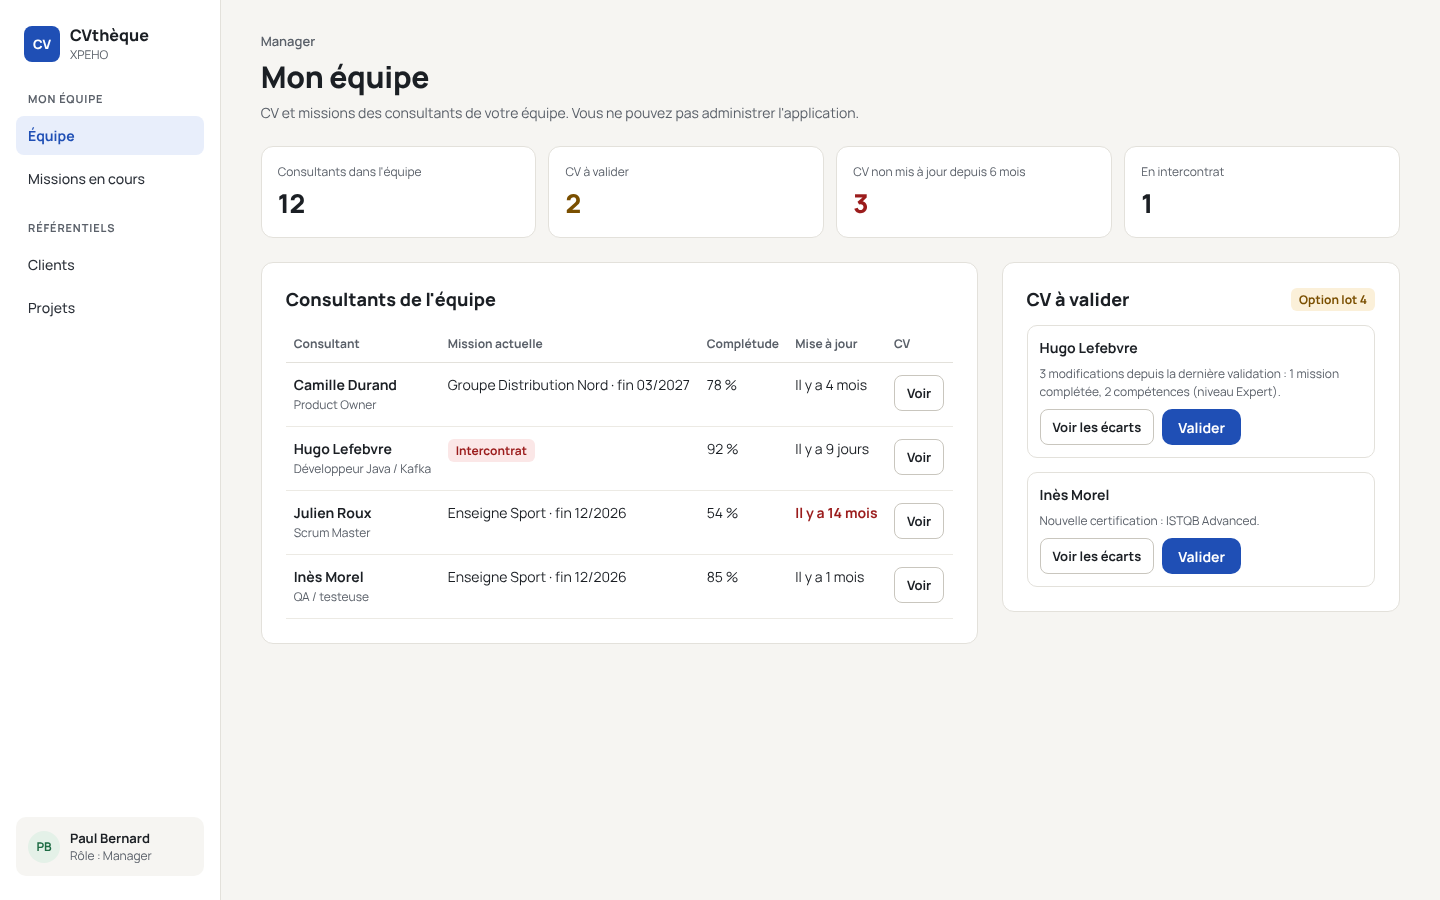 CV
CVthèque
XPEHO
MON ÉQUIPE
Équipe
Missions en cours
RÉFÉRENTIELS
Clients
Projets
PB
Paul Bernard
Rôle : Manager
Manager
Mon équipe
CV et missions des consultants de votre équipe. Vous ne pouvez pas administrer l'application.
Consultants dans l'équipe
12
CV à valider
2
CV non mis à jour depuis 6 mois
3
En intercontrat
1
Consultants de l'équipe
Consultant Mission actuelle Complétude Mise à jour CV
Camille Durand Groupe Distribution Nord · fin 03/2027 78 % Il y a 4 mois Voir
Product Owner
Hugo Lefebvre Intercontrat 92 % Il y a 9 jours Voir
Développeur Java / Kafka
Julien Roux Enseigne Sport · fin 12/2026 54 % Il y a 14 mois Voir
Scrum Master
Inès Morel Enseigne Sport · fin 12/2026 85 % Il y a 1 mois Voir
QA / testeuse
CV à valider Option lot 4
Hugo Lefebvre
3 modifications depuis la dernière validation : 1 mission
complétée, 2 compétences (niveau Expert).
Voir les écarts Valider
Inès Morel
Nouvelle certification : ISTQB Advanced.
Voir les écarts Valider